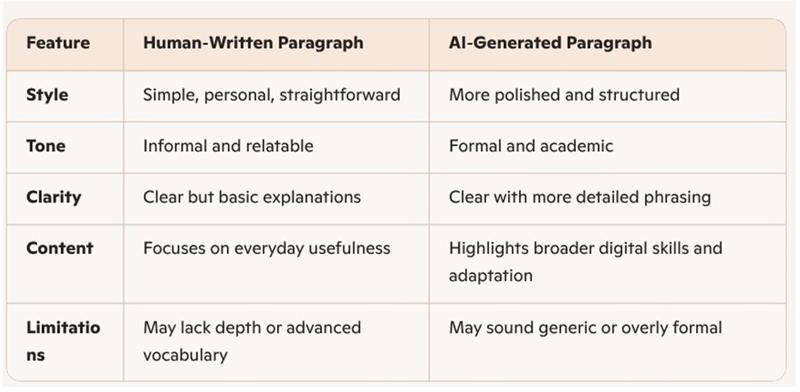 Feature Human-Written Paragraph AI-Generated Paragraph
Style Simple, personal, straightforward More polished and structured
Tone Informal and relatable Formal and academic
Clarity Clear but basic explanations Clear with more detailed phrasing
Content Focuses on everyday usefulness Highlights broader digital skills and
adaptation
Limitatio May lack depth or advanced May sound generic or overly formal
ns vocabulary